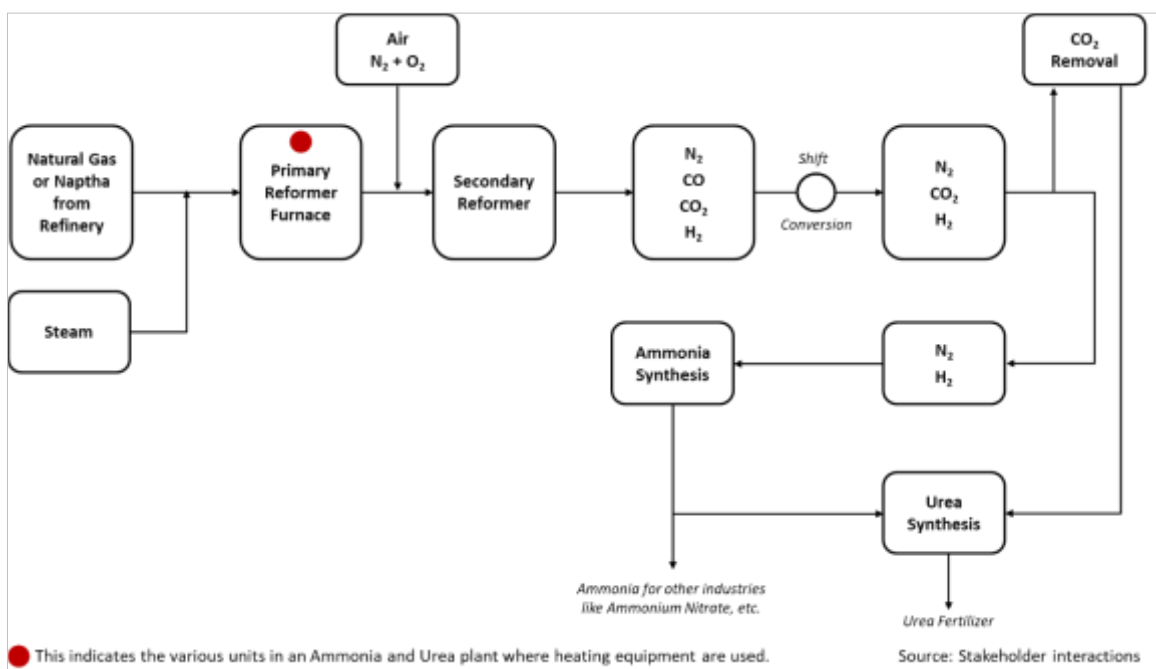 Air
N₂ + O₂
CO₂
Removal
Natural Gas
or Naptha
from
Refinery
Primary
Reformer
Furnace
Secondary
Reformer
N₂
CO
CO₂
H₂
Shift
Conversion
N₂
CO₂
H₂
Steam
Ammonia
Synthesis
N₂
H₂
Urea
Synthesis
Ammonia for other industries
like Ammonium Nitrate, etc.
Urea Fertilizer
This indicates the various units in an Ammonia and Urea plant where heating equipment are used.
Source: Stakeholder interactions